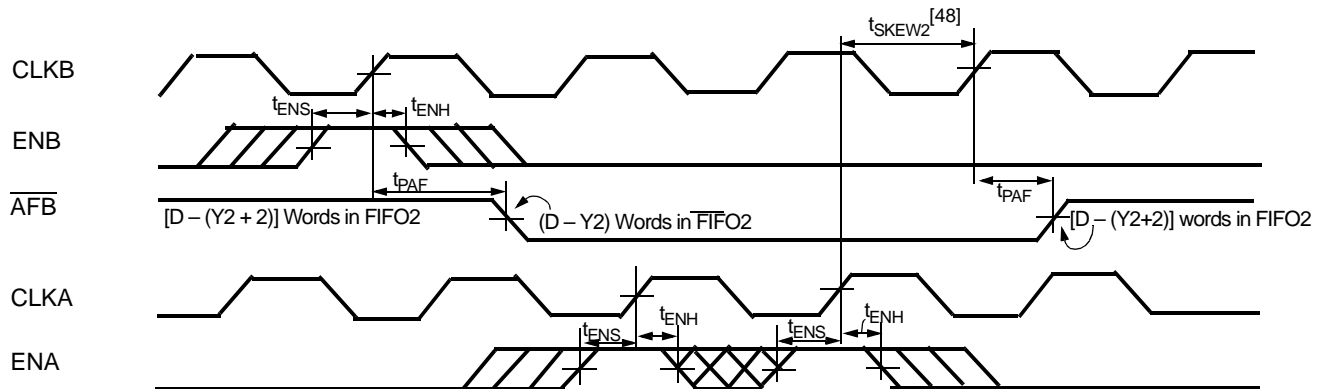 tSKEW2[48]
CLKB
tENS tENH
ENB
tPAF tPAF
AFB
[D – (Y2 + 2)] Words in FIFO2 (D – Y2) Words in FIFO2 [D – (Y2+2)] words in FIFO2
CLKA
tENS tENH tENS tENH
ENA